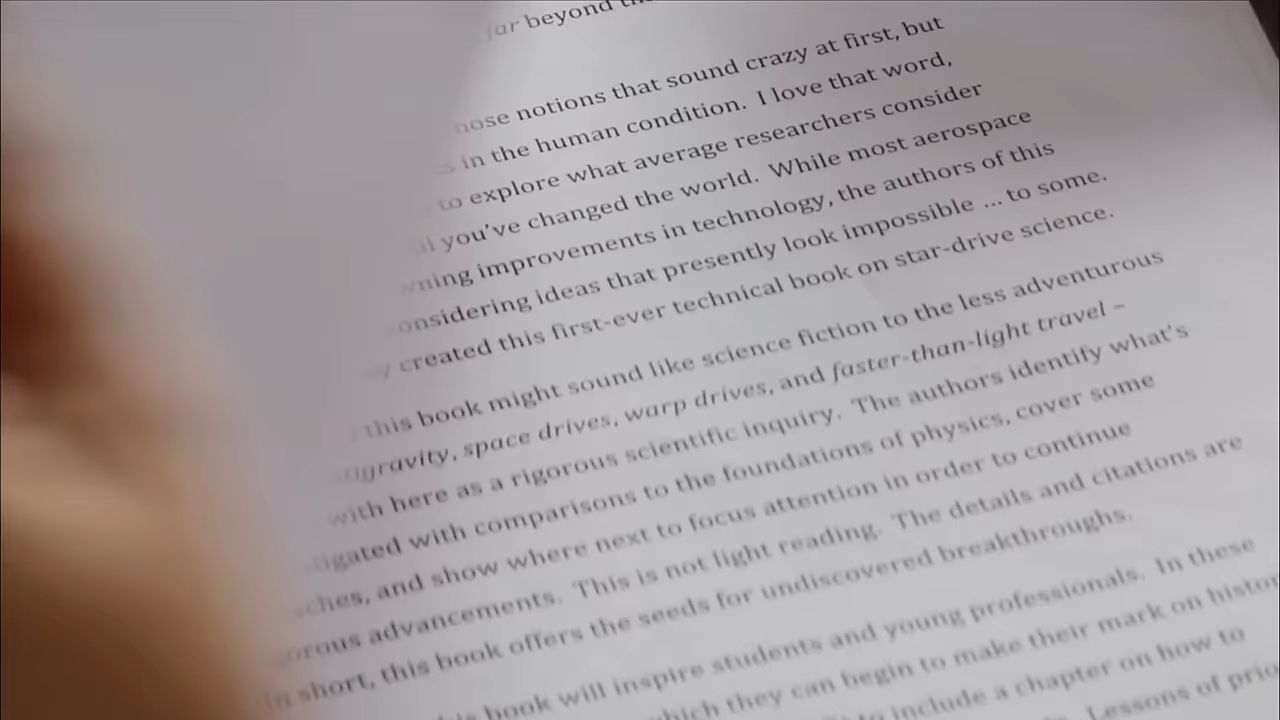 far beyond
notions that sound crazy at first, but
in the human condition. I love that word,
to explore what average researchers consider
you've changed the world. While most aerospace
improvements in technology, the authors of this
onsidering ideas that presently look impossible ... to some.
created this first-ever technical book on star-drive science.
this book might sound like science fiction to the less adventurous
gravity, space drives, warp drives, and faster-than-light travel –
with here as a rigorous scientific inquiry. The authors identify what's
tigated with comparisons to the foundations of physics, cover some
ches, and show where next to focus attention in order to continue
orous advancements. This is not light reading. The details and citations are
In short, this book offers the seeds for undiscovered breakthroughs.
book will inspire students and young professionals. In these
which they can begin to make their mark on histor
to include a chapter on how to
Lessons of prio